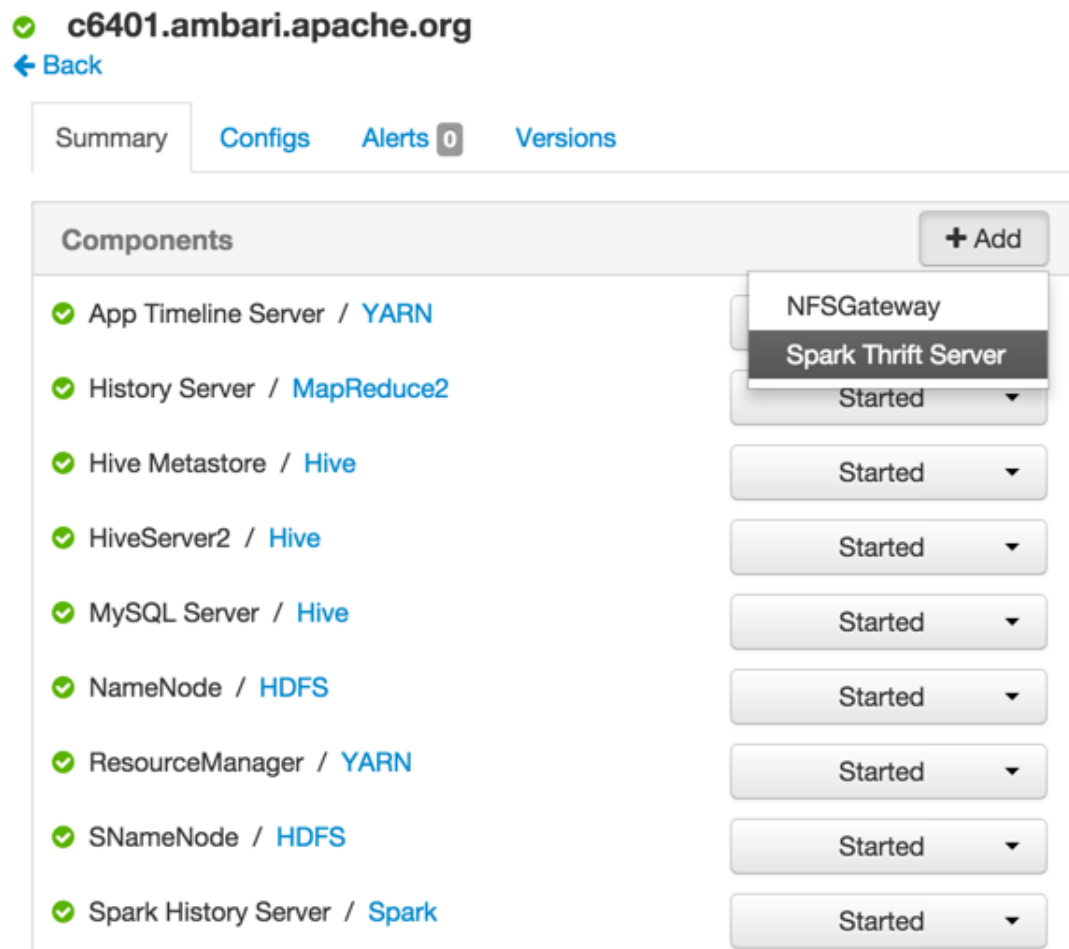 c6401.ambari.apache.org
Back
Summary Configs Alerts 0 Versions
Components + Add
NFSGateway
Spark Thrift Server
App Timeline Server / YARN
History Server / MapReduce2 Started
Hive Metastore / Hive Started
HiveServer2 / Hive Started
MySQL Server / Hive Started
NameNode / HDFS Started
ResourceManager / YARN Started
SNameNode / HDFS Started
Spark History Server / Spark Started